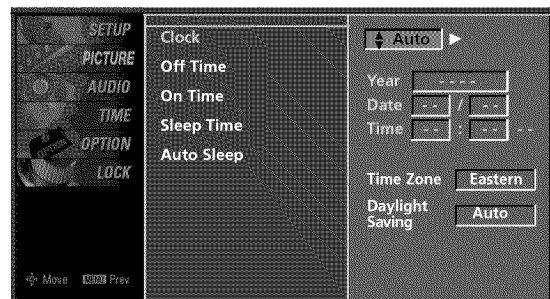 SETUP
PICTURE
AUDIO
TIME
OPTION
LOCK
Move MENU Prev
Clock
Off Time
On Time
Sleep Time
Auto Sleep
Auto
Year - - - -
Date - - / - -
Time - - : - - - -
Time Zone Eastern
Daylight Saving Auto